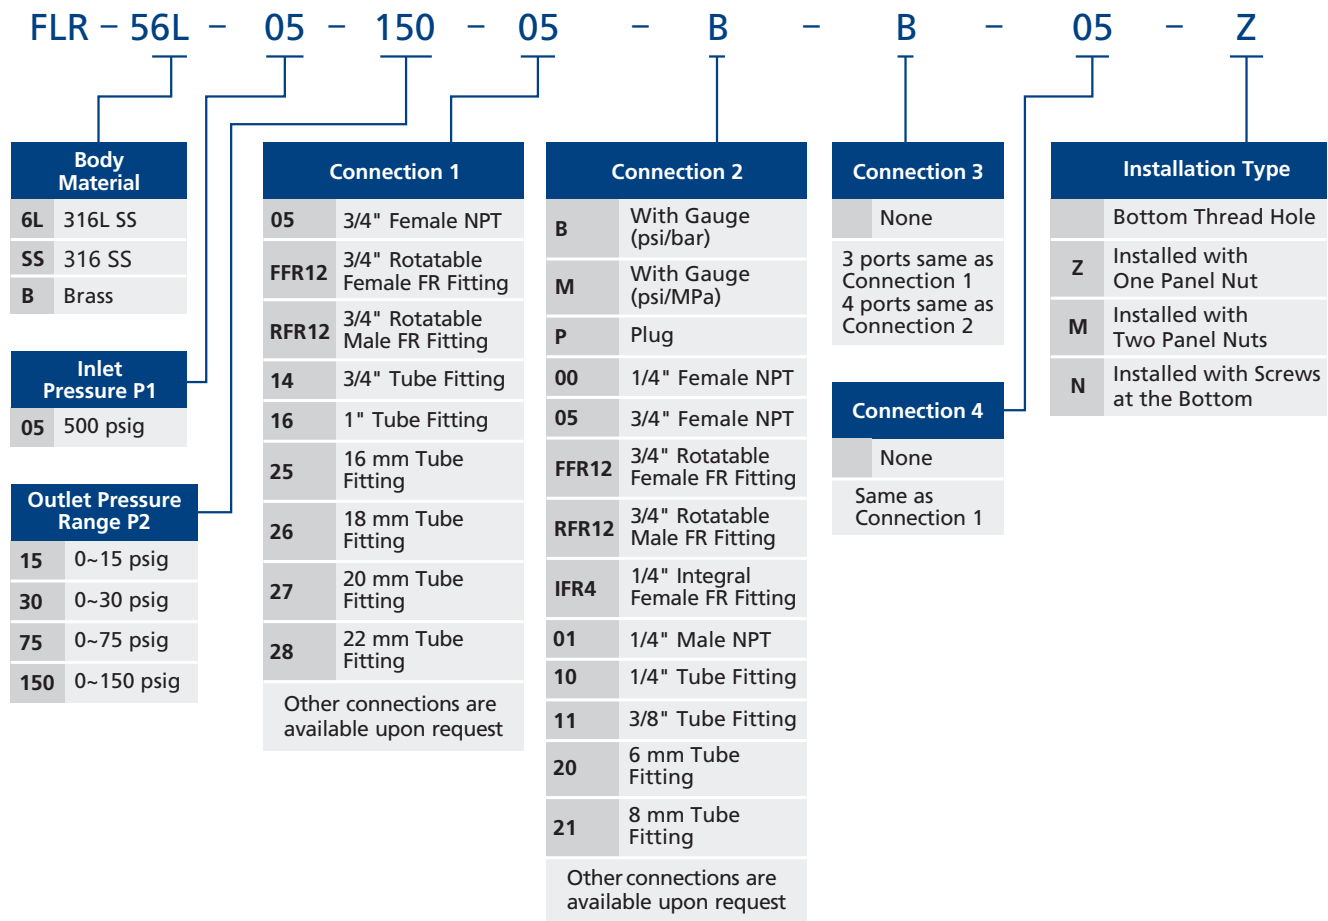 FLR – 56L – 05 – 150 – 05 – B – B – 05 – Z
Body
Material
6L 316L SS
SS 316 SS
B Brass
Inlet
Pressure P1
05 500 psig
Outlet Pressure
Range P2
15 0~15 psig
30 0~30 psig
75 0~75 psig
150 0~150 psig
Connection 1
05 3/4" Female NPT
FFR12 3/4" Rotatable
Female FR Fitting
RFR12 3/4" Rotatable
Male FR Fitting
14 3/4" Tube Fitting
16 1" Tube Fitting
25 16 mm Tube
Fitting
26 18 mm Tube
Fitting
27 20 mm Tube
Fitting
28 22 mm Tube
Fitting
Other connections are
available upon request
Connection 2
B With Gauge
(psi/bar)
M With Gauge
(psi/MPa)
P Plug
00 1/4" Female NPT
05 3/4" Female NPT
FFR12 3/4" Rotatable
Female FR Fitting
RFR12 3/4" Rotatable
Male FR Fitting
IFR4 1/4" Integral
Female FR Fitting
01 1/4" Male NPT
10 1/4" Tube Fitting
11 3/8" Tube Fitting
20 6 mm Tube
Fitting
21 8 mm Tube
Fitting
Other connections are
available upon request
Connection 3
None
3 ports same as
Connection 1
4 ports same as
Connection 2
Connection 4
None
Same as
Connection 1
Installation Type
Bottom Thread Hole
Z Installed with
One Panel Nut
M Installed with
Two Panel Nuts
N Installed with Screws
at the Bottom